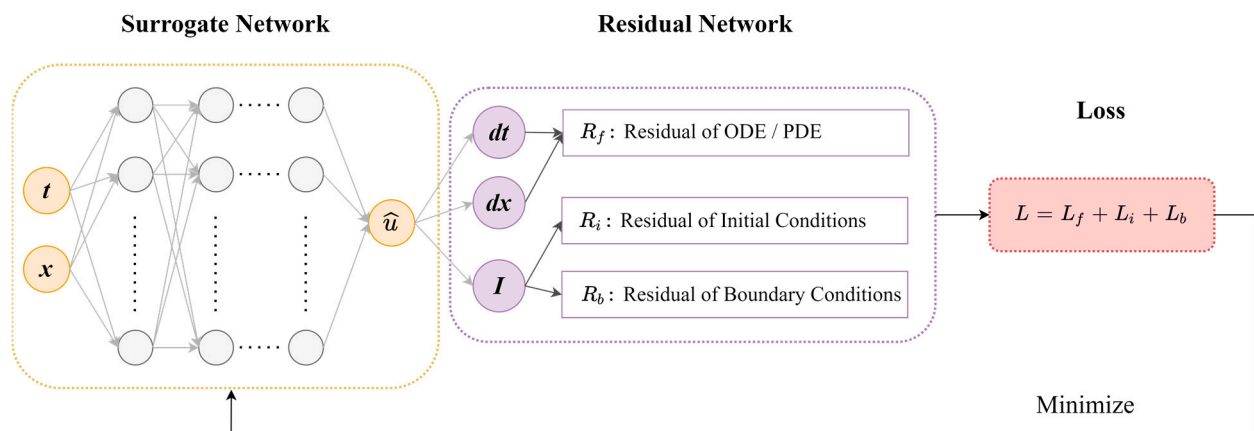 Surrogate Network
Residual Network
t
x
û
dt
dx
I
R_f : Residual of ODE / PDE
R_i : Residual of Initial Conditions
R_b : Residual of Boundary Conditions
Loss
L = L_f + L_i + L_b
Minimize